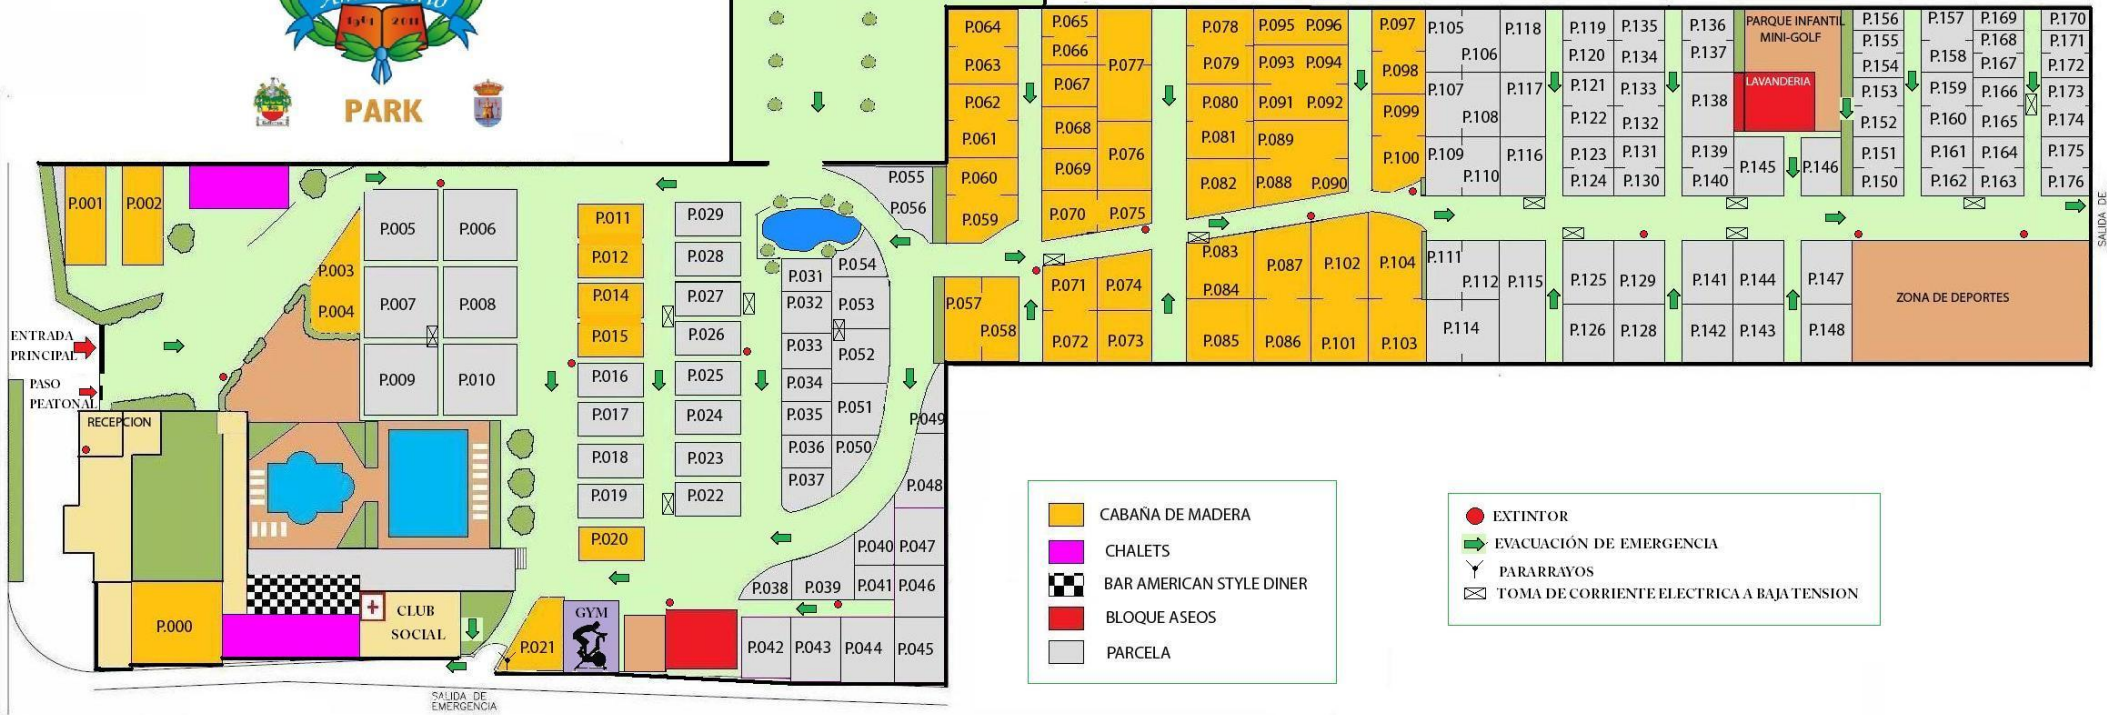 1961 2011
PARK
P.064
P.063
P.062
P.061
P.060
P.059
P.065
P.066
P.067
P.068
P.069
P.070
P.077
P.076
P.075
P.078
P.079
P.080
P.081
P.082
P.095 P.096
P.093 P.094
P.091 P.092
P.089
P.088 P.090
P.097
P.098
P.099
P.100
P.105
P.106
P.107
P.108
P.109
P.110
P.118
P.117
P.116
P.119
P.120
P.121
P.122
P.123
P.124
P.135
P.134
P.133
P.132
P.131
P.130
P.136
P.137
P.138
P.139
P.140
PARQUE INFANTIL
MINI-GOLF
LAVANDERIA
P.145
P.146
P.156
P.155
P.154
P.153
P.152
P.151
P.150
P.157
P.158
P.159
P.160
P.161
P.162
P.169
P.168
P.167
P.166
P.165
P.164
P.163
P.170
P.171
P.172
P.173
P.174
P.175
P.176
SALIDA DE
P.057
P.058
P.071
P.072
P.074
P.073
P.083
P.084
P.085
P.087
P.086
P.102
P.101
P.104
P.103
P.111
P.112
P.114
P.115
P.125
P.126
P.129
P.128
P.141
P.142
P.144
P.143
P.147
P.148
ZONA DE DEPORTES
P.001
P.002
P.003
P.004
P.005
P.006
P.007
P.008
P.009
P.010
P.011
P.012
P.014
P.015
P.016
P.017
P.018
P.019
P.020
P.029
P.028
P.027
P.026
P.025
P.024
P.023
P.022
P.031
P.032
P.033
P.034
P.035
P.036
P.037
P.055
P.056
P.054
P.053
P.052
P.051
P.050
P.049
P.048
P.040 P.047
P.038 P.039 P.041 P.046
P.042 P.043 P.044 P.045
ENTRADA
PRINCIPAL
PASO
PEATONAL
RECEPCION
P.000
CLUB
SOCIAL
P.021
GYM
SALIDA DE
EMERGENCIA
CABAÑA DE MADERA
CHALETS
BAR AMERICAN STYLE DINER
BLOQUE ASEOS
PARCELA
EXTINTOR
EVACUACIÓN DE EMERGENCIA
PARARRAYOS
TOMA DE CORRIENTE ELECTRICA A BAJA TENSION